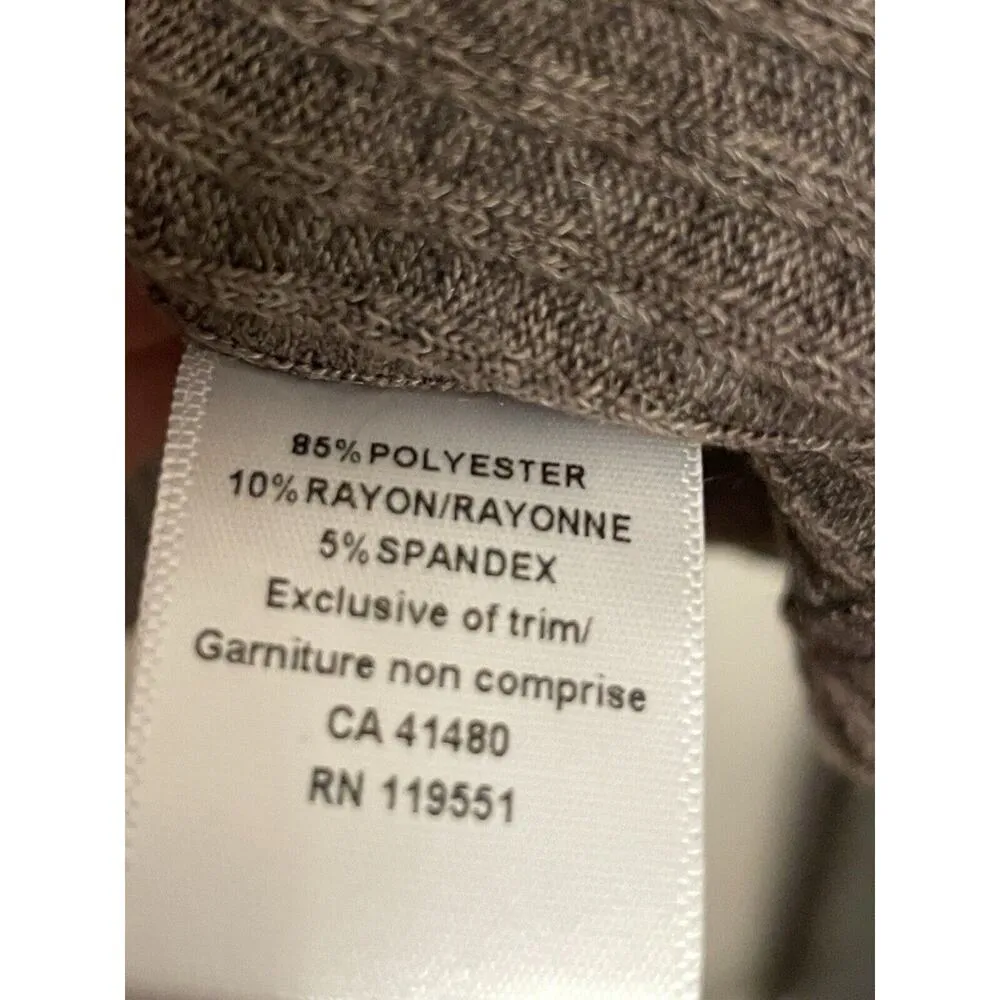 85% POLYESTER
10% RAYON/RAYONNE
5% SPANDEX
Exclusive of trim/
Garniture non comprise
CA 41480
RN 119551